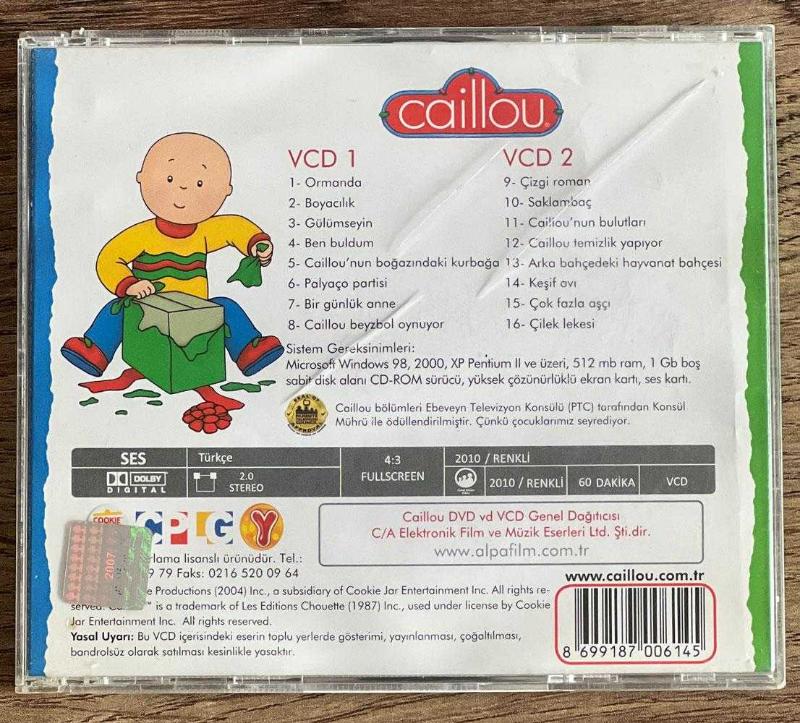 caillou
VCD 1
1- Ormanda
2- Boyacılık
3- Gülümseyin
4- Ben buldum
5- Caillou'nun boğazındaki kurbağa
6- Palyaço partisi
7- Bir günlük anne
8- Caillou beyzbol oynuyor
VCD 2
9- Çizgi roman
10- Saklambaç
11- Caillou'nun bulutları
12- Caillou temizlik yapıyor
13- Arka bahçedeki hayvanat bahçesi
14- Keşif avı
15- Çok fazla aşçı
16- Çilek lekesi
Sistem Gereksinimleri:
Microsoft Windows 98, 2000, XP Pentium II ve üzeri, 512 mb ram, 1 Gb boş
sabit disk alanı CD-ROM sürücü, yüksek çözünürlüklü ekran kartı, ses kartı.
Caillou bölümleri Ebeveyn Televizyon Konsülü (PTC) tarafından Konsül
Mührü ile ödüllendirilmiştir. Çünkü çocuklarımız seyrediyor.
SES
DOLBY
DIGITAL
Türkçe
2.0
STEREO
4:3
FULLSCREEN
2010 / RENKLİ
2010 / RENKLİ
60 DAKİKA
VCD
COOKIE
CPLG
Y
2007
lisanslı ürünüdür. Tel.:
9 79 Faks: 0216 520 09 64
Caillou DVD vd VCD Genel Dağıtıcısı
C/A Elektronik Film ve Müzik Eserleri Ltd. Şti.dir.
www.alpafilm.com.tr
Productions (2004) Inc., a subsidiary of Cookie Jar Entertainment Inc. All rights re-
™ is a trademark of Les Editions Chouette (1987) Inc., used under license by Cookie
Jar Entertainment Inc. All rights reserved.
Yasal Uyarı: Bu VCD içerisindeki eserin toplu yerlerde gösterimi, yayınlanması, çoğaltılması,
bandrolsüz olarak satılması kesinlikle yasaktır.
www.caillou.com.tr
8 699187 006145